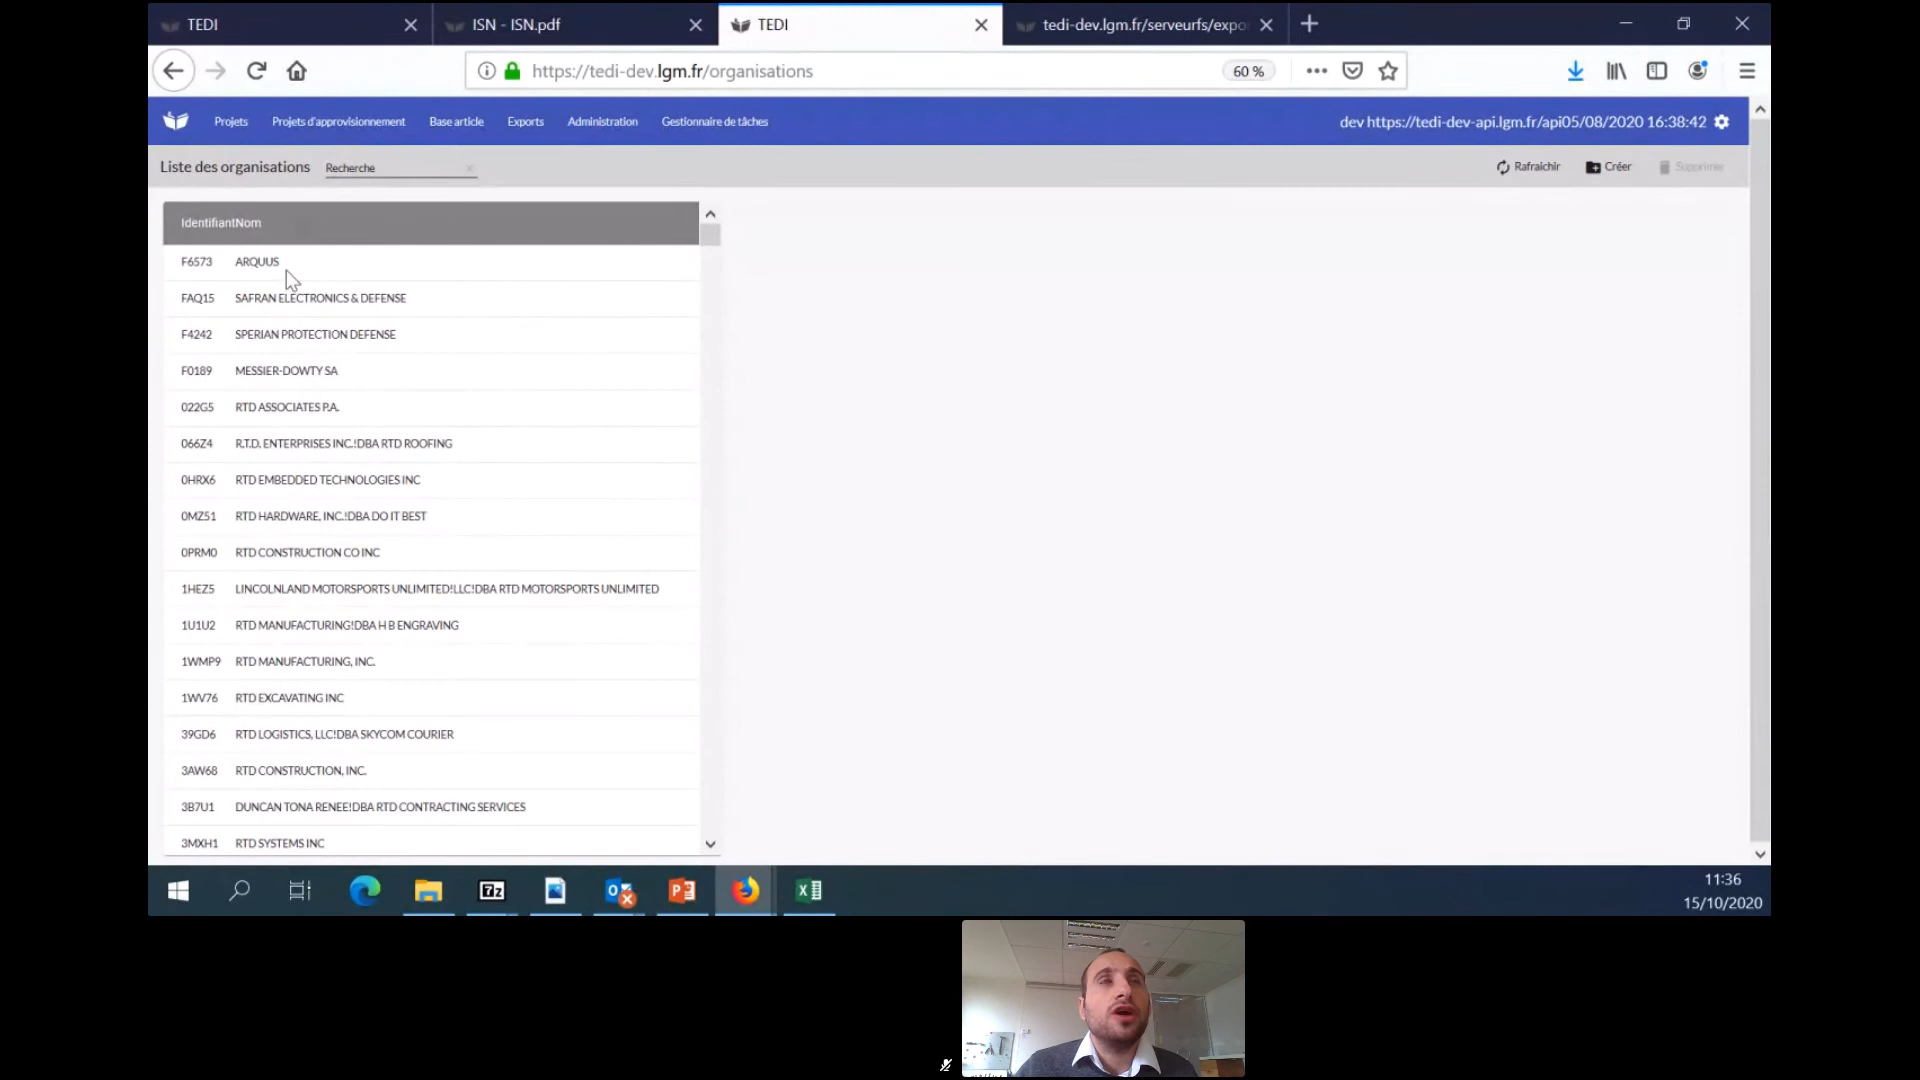 TEDI
ISN - ISN.pdf
TEDI
tedi-dev.lgm.fr/serveurfs/expo
https://tedi-dev.lgm.fr/organisations
60 %
Projets
Projets d'approvisionnement
Base article
Exports
Administration
Gestionnaire de tâches
dev https://tedi-dev-api.lgm.fr/api05/08/2020 16:38:42
Liste des organisations
Recherche
Rafraichir
Créer
Supprimer
IdentifiantNom
F6573 ARQUUS
FAQ15 SAFRAN ELECTRONICS & DEFENSE
F4242 SPERIAN PROTECTION DEFENSE
F0189 MESSIER-DOWTY SA
022G5 RTD ASSOCIATES P.A.
066Z4 R.T.D. ENTERPRISES INC.!DBA RTD ROOFING
0HRX6 RTD EMBEDDED TECHNOLOGIES INC
0MZ51 RTD HARDWARE, INC.!DBA DO IT BEST
0PRM0 RTD CONSTRUCTION CO INC
1HEZ5 LINCOLNLAND MOTORSPORTS UNLIMITED!LLC!DBA RTD MOTORSPORTS UNLIMITED
1U1U2 RTD MANUFACTURING!DBA H B ENGRAVING
1WMP9 RTD MANUFACTURING, INC.
1WV76 RTD EXCAVATING INC
39GD6 RTD LOGISTICS, LLC!DBA SKYCOM COURIER
3AW68 RTD CONSTRUCTION, INC.
3B7U1 DUNCAN TONA RENEE!DBA RTD CONTRACTING SERVICES
3MXH1 RTD SYSTEMS INC
11:36
15/10/2020